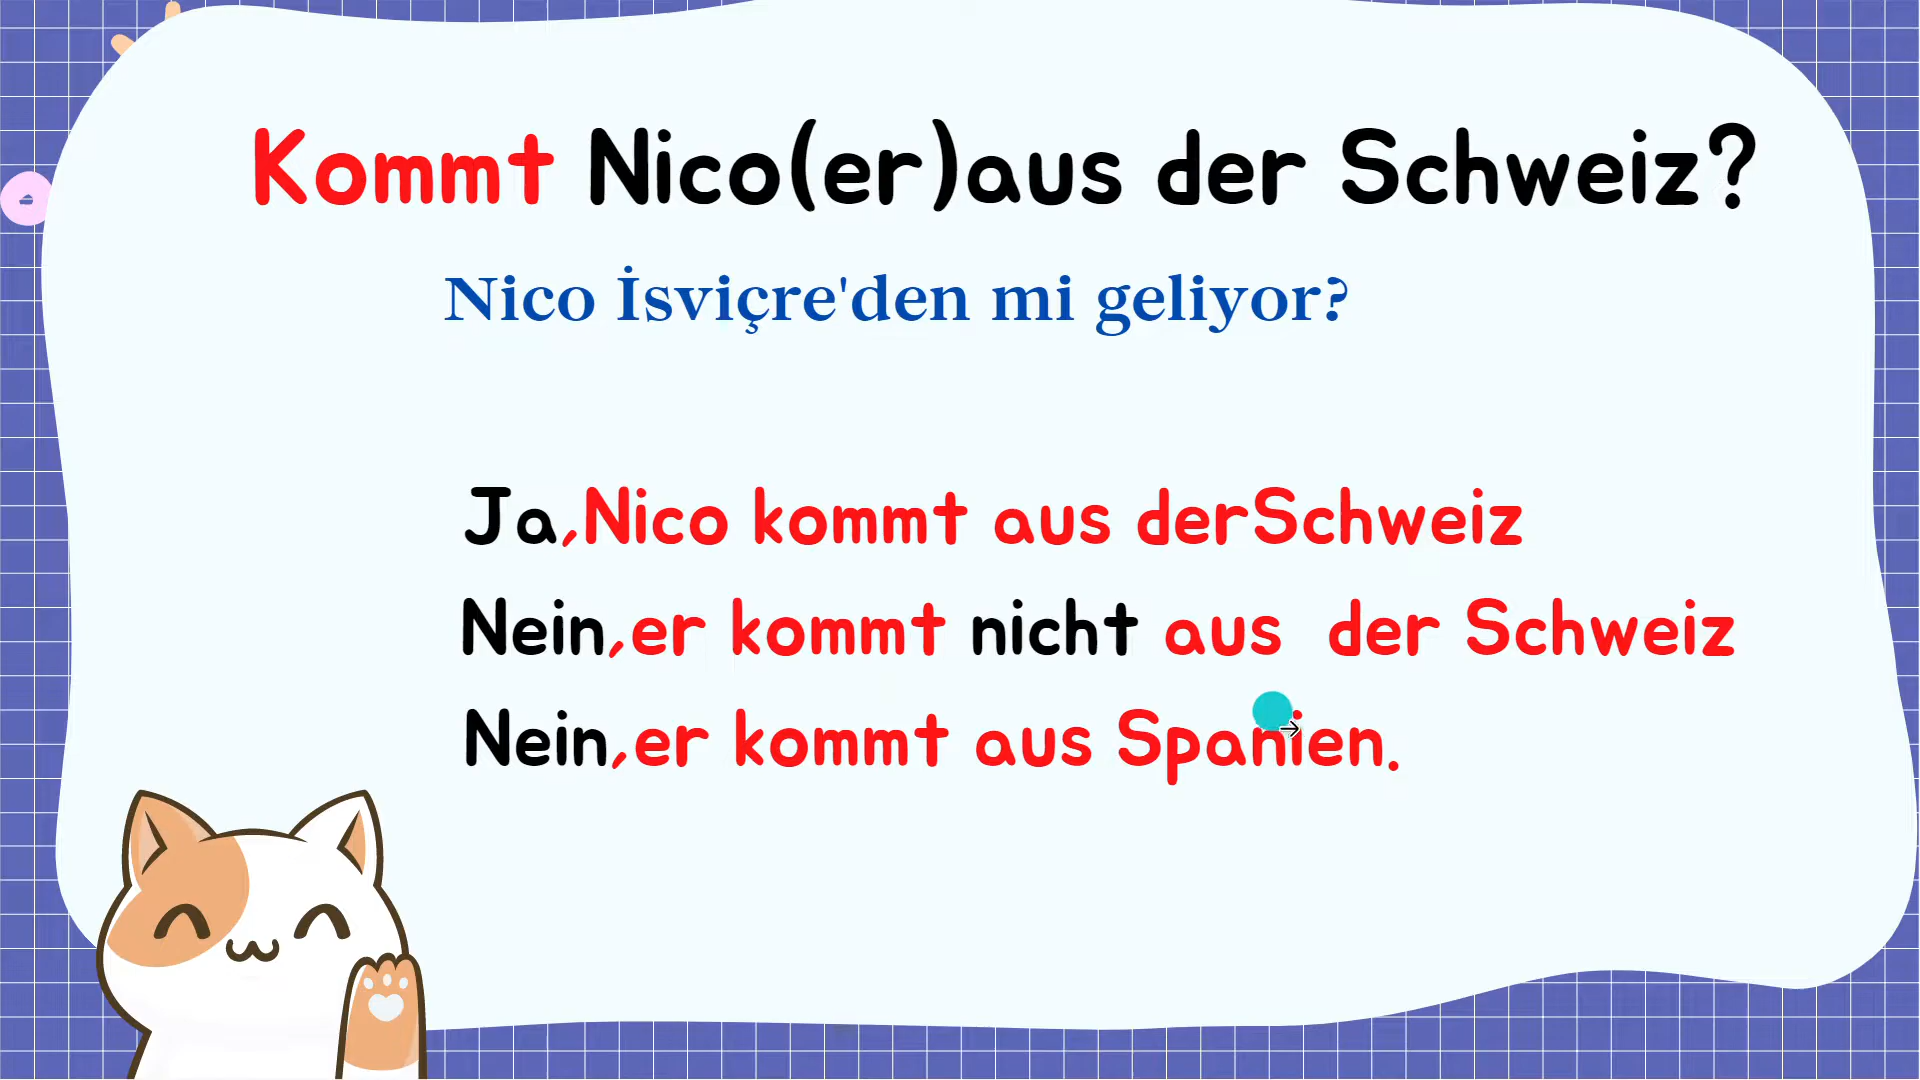 Kommt Nico(er)aus der Schweiz?
Nico İsviçre'den mi geliyor?
Ja,Nico kommt aus derSchweiz
Nein,er kommt nicht aus der Schweiz
Nein,er kommt aus Spanien.